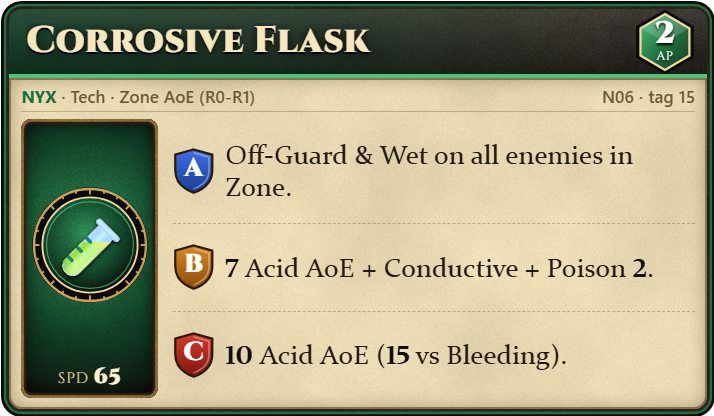 Corrosive Flask
2
AP
NYX · Tech · Zone AoE (R0-R1)
N06 · tag 15
A
Off-Guard & Wet on all enemies in
Zone.
B
7 Acid AoE + Conductive + Poison 2.
C
10 Acid AoE (15 vs Bleeding).
SPD 65